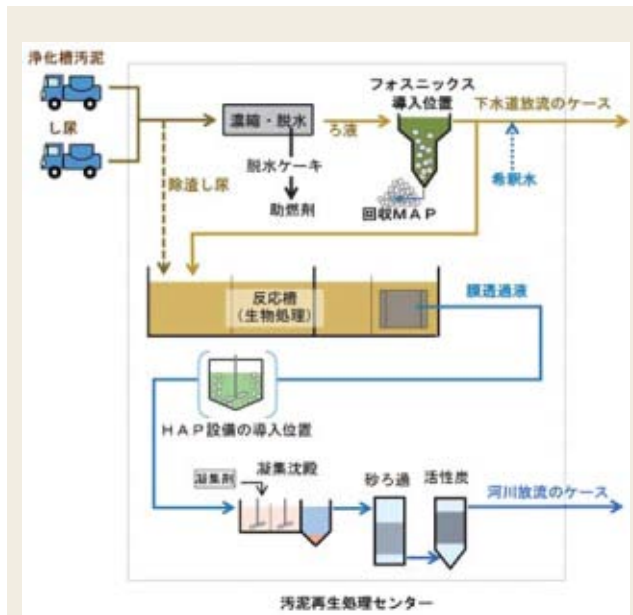 浄化槽汚泥
し尿
濃縮・脱水
脱水ケーキ
助燃剤
除渣し尿
ろ液
フォスニックス
導入位置
回収MAP
下水道放流のケース
希釈水
反応槽
(生物処理)
膜透過液
HAP設備の導入位置
凝集剤
凝集沈殿
砂ろ過
活性炭
河川放流のケース
汚泥再生処理センター